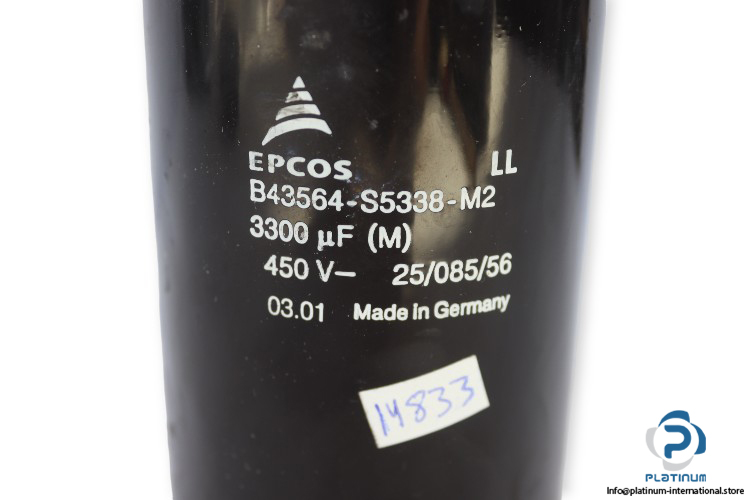 EPCOS LL
B43564-S5338-M2
3300 µF (M)
450 V– 25/085/56
03.01 Made in Germany
14833
PLATINUM
Info@platinum-international.store